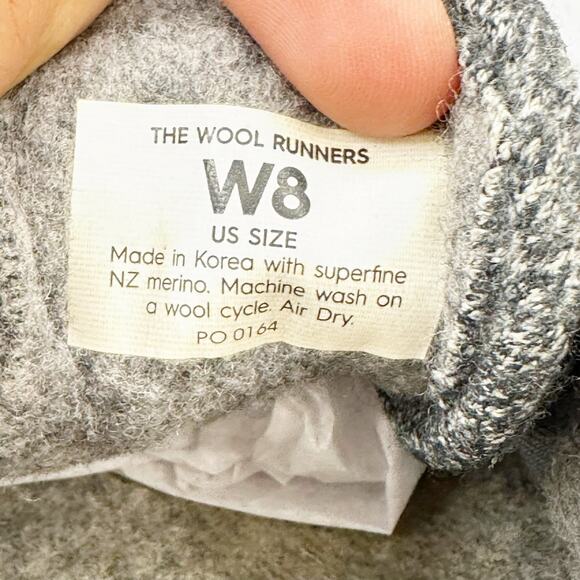 THE WOOL RUNNERS
W8
US SIZE
Made in Korea with superfine
NZ merino. Machine wash on
a wool cycle. Air Dry.
PO 0164